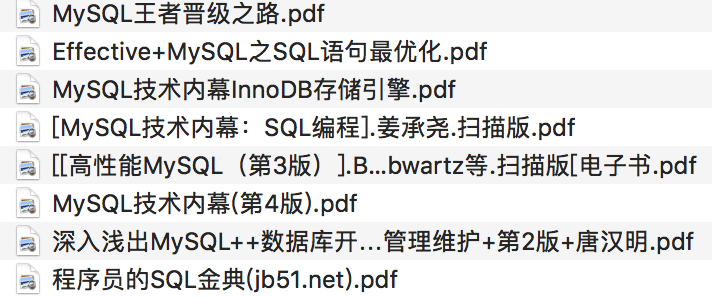 MySQL王者晋级之路.pdf
Effective+MySQL之SQL语句最优化.pdf
MySQL技术内幕InnoDB存储引擎.pdf
[MySQL技术内幕：SQL编程].姜承尧.扫描版.pdf
[[高性能MySQL（第3版）].B...bwartz等.扫描版[电子书.pdf
MySQL技术内幕(第4版).pdf
深入浅出MySQL++数据库开...管理维护+第2版+唐汉明.pdf
程序员的SQL金典(jb51.net).pdf